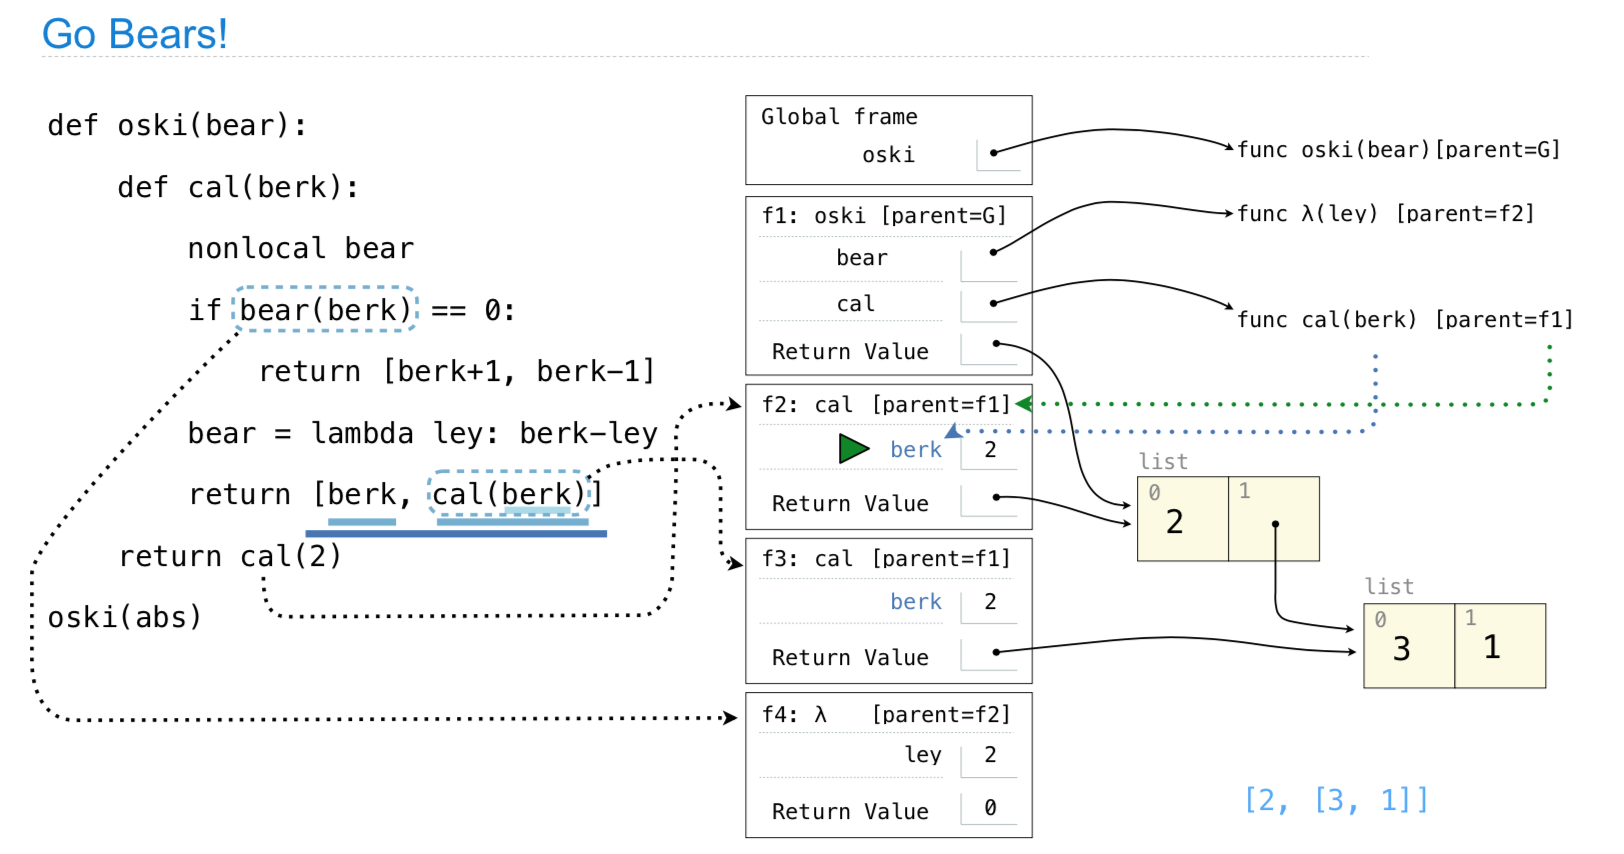 Go Bears!
def oski(bear):
def cal(berk):
nonlocal bear
if bear(berk) == 0:
return [berk+1, berk−1]
bear = lambda ley: berk−ley
return [berk, cal(berk)]
return cal(2)
oski(abs)
Global frame
oski
f1: oski [parent=G]
bear
cal
Return Value
f2: cal [parent=f1]
berk 2
Return Value
f3: cal [parent=f1]
berk 2
Return Value
f4: λ [parent=f2]
ley 2
Return Value 0
func oski(bear)[parent=G]
func λ(ley) [parent=f2]
func cal(berk) [parent=f1]
list
0 1
2
list
0 1
3 1
[2, [3, 1]]